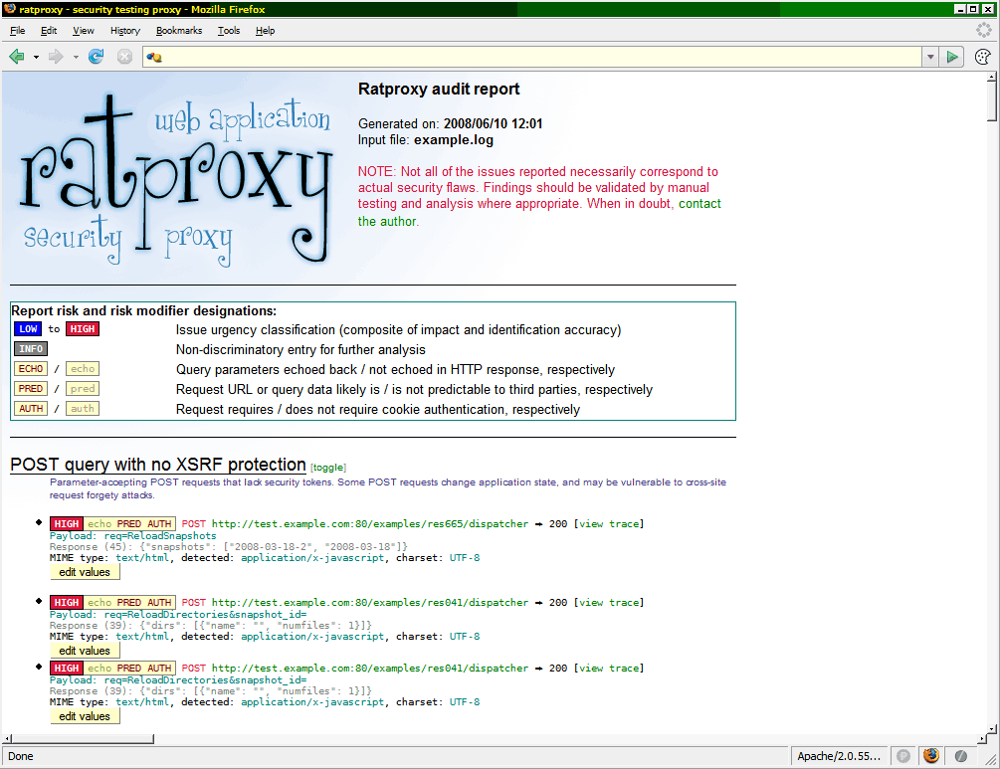 ratproxy - security testing proxy - Mozilla Firefox
File Edit View History Bookmarks Tools Help
web application
ratproxy
security proxy
Ratproxy audit report
Generated on: 2008/06/10 12:01
Input file: example.log
NOTE: Not all of the issues reported necessarily correspond to
actual security flaws. Findings should be validated by manual
testing and analysis where appropriate. When in doubt, contact
the author.
Report risk and risk modifier designations:
LOW to HIGH Issue urgency classification (composite of impact and identification accuracy)
INFO Non-discriminatory entry for further analysis
ECHO / echo Query parameters echoed back / not echoed in HTTP response, respectively
PRED / pred Request URL or query data likely is / is not predictable to third parties, respectively
AUTH / auth Request requires / does not require cookie authentication, respectively
POST query with no XSRF protection [toggle]
Parameter-accepting POST requests that lack security tokens. Some POST requests change application state, and may be vulnerable to cross-site
request forgety attacks.
HIGH echo PRED AUTH POST http://test.example.com:80/examples/res665/dispatcher → 200 [view trace]
Payload: req=ReloadSnapshots
Response (45): {"snapshots": ["2008-03-18-2", "2008-03-18"]}
MIME type: text/html, detected: application/x-javascript, charset: UTF-8
edit values
HIGH echo PRED AUTH POST http://test.example.com:80/examples/res041/dispatcher → 200 [view trace]
Payload: req=ReloadDirectories&snapshot_id=
Response (39): {"dirs": [{"name": "", "numfiles": 1}]}
MIME type: text/html, detected: application/x-javascript, charset: UTF-8
edit values
HIGH echo PRED AUTH POST http://test.example.com:80/examples/res041/dispatcher → 200 [view trace]
Payload: req=ReloadDirectories&snapshot_id=
Response (39): {"dirs": [{"name": "", "numfiles": 1}]}
MIME type: text/html, detected: application/x-javascript, charset: UTF-8
edit values
Done Apache/2.0.55...